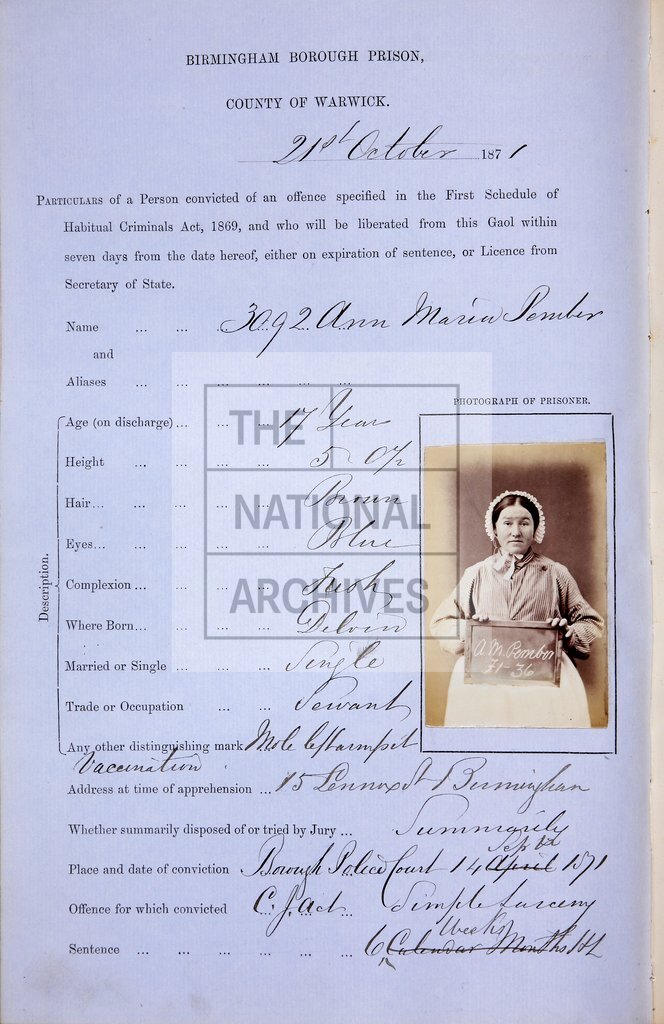 BIRMINGHAM BOROUGH PRISON,
COUNTY OF WARWICK.
21st October 1871
PARTICULARS of a Person convicted of an offence specified in the First Schedule of
Habitual Criminals Act, 1869, and who will be liberated from this Gaol within
seven days from the date hereof, either on expiration of sentence, or Licence from
Secretary of State.
Name ... ... ... 3092 Ann Maria Pember
and
Aliases ... ... ... ... ... ...
PHOTOGRAPH OF PRISONER.
Description.
Age (on discharge)... ... ... 17 Years
Height ... ... ... 5 - 0½
Hair... ... ... ... Brown
Eyes... ... ... ... Blue
Complexion... ... ... Fresh
Where Born... ... ...
Married or Single ... ... ... Single
Trade or Occupation ... ... Servant
Any other distinguishing mark Mole left armpit
Vaccination
Address at time of apprehension ... 15 Lennox St Birmingham
Whether summarily disposed of or tried by Jury ... Summarily
Place and date of conviction Borough Police Court 14 April Septr 1871
Offence for which convicted C. J. Act Simple Larceny
Sentence ... ... ... ... ... ... 6 Calendar Months Weeks HL
A. M. Pember
71-36
THE
NATIONAL
ARCHIVES